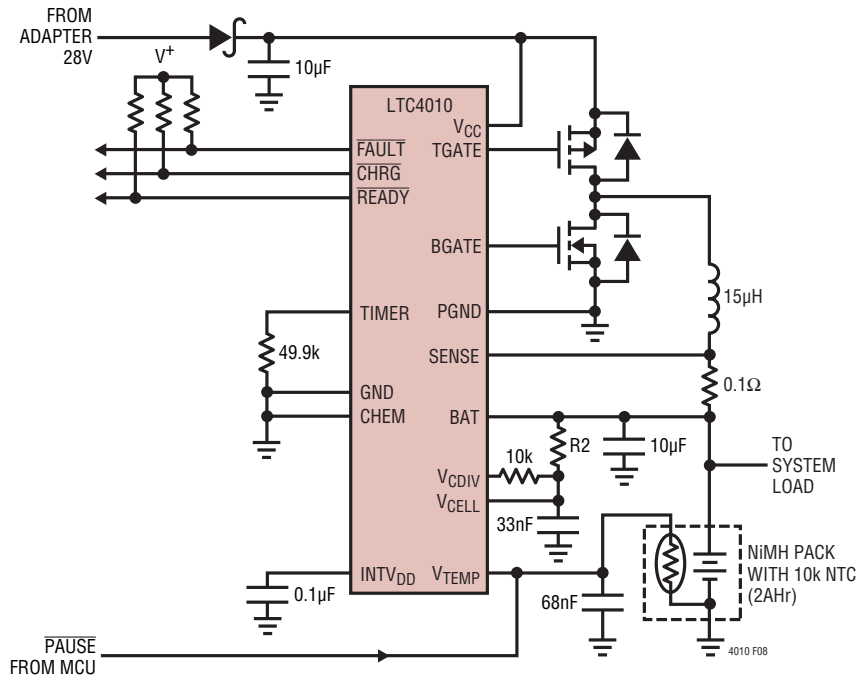 FROM
ADAPTER
28V
V+
10µF
LTC4010
VCC
FAULT
TGATE
CHRG
READY
BGATE
TIMER
PGND
15µH
49.9k
SENSE
0.1Ω
GND
CHEM
BAT
R2
10µF
TO
SYSTEM
LOAD
10k
VCDIV
VCELL
33nF
NiMH PACK
WITH 10k NTC
(2AHr)
INTVDD
VTEMP
0.1µF
68nF
PAUSE
FROM MCU
4010 F08